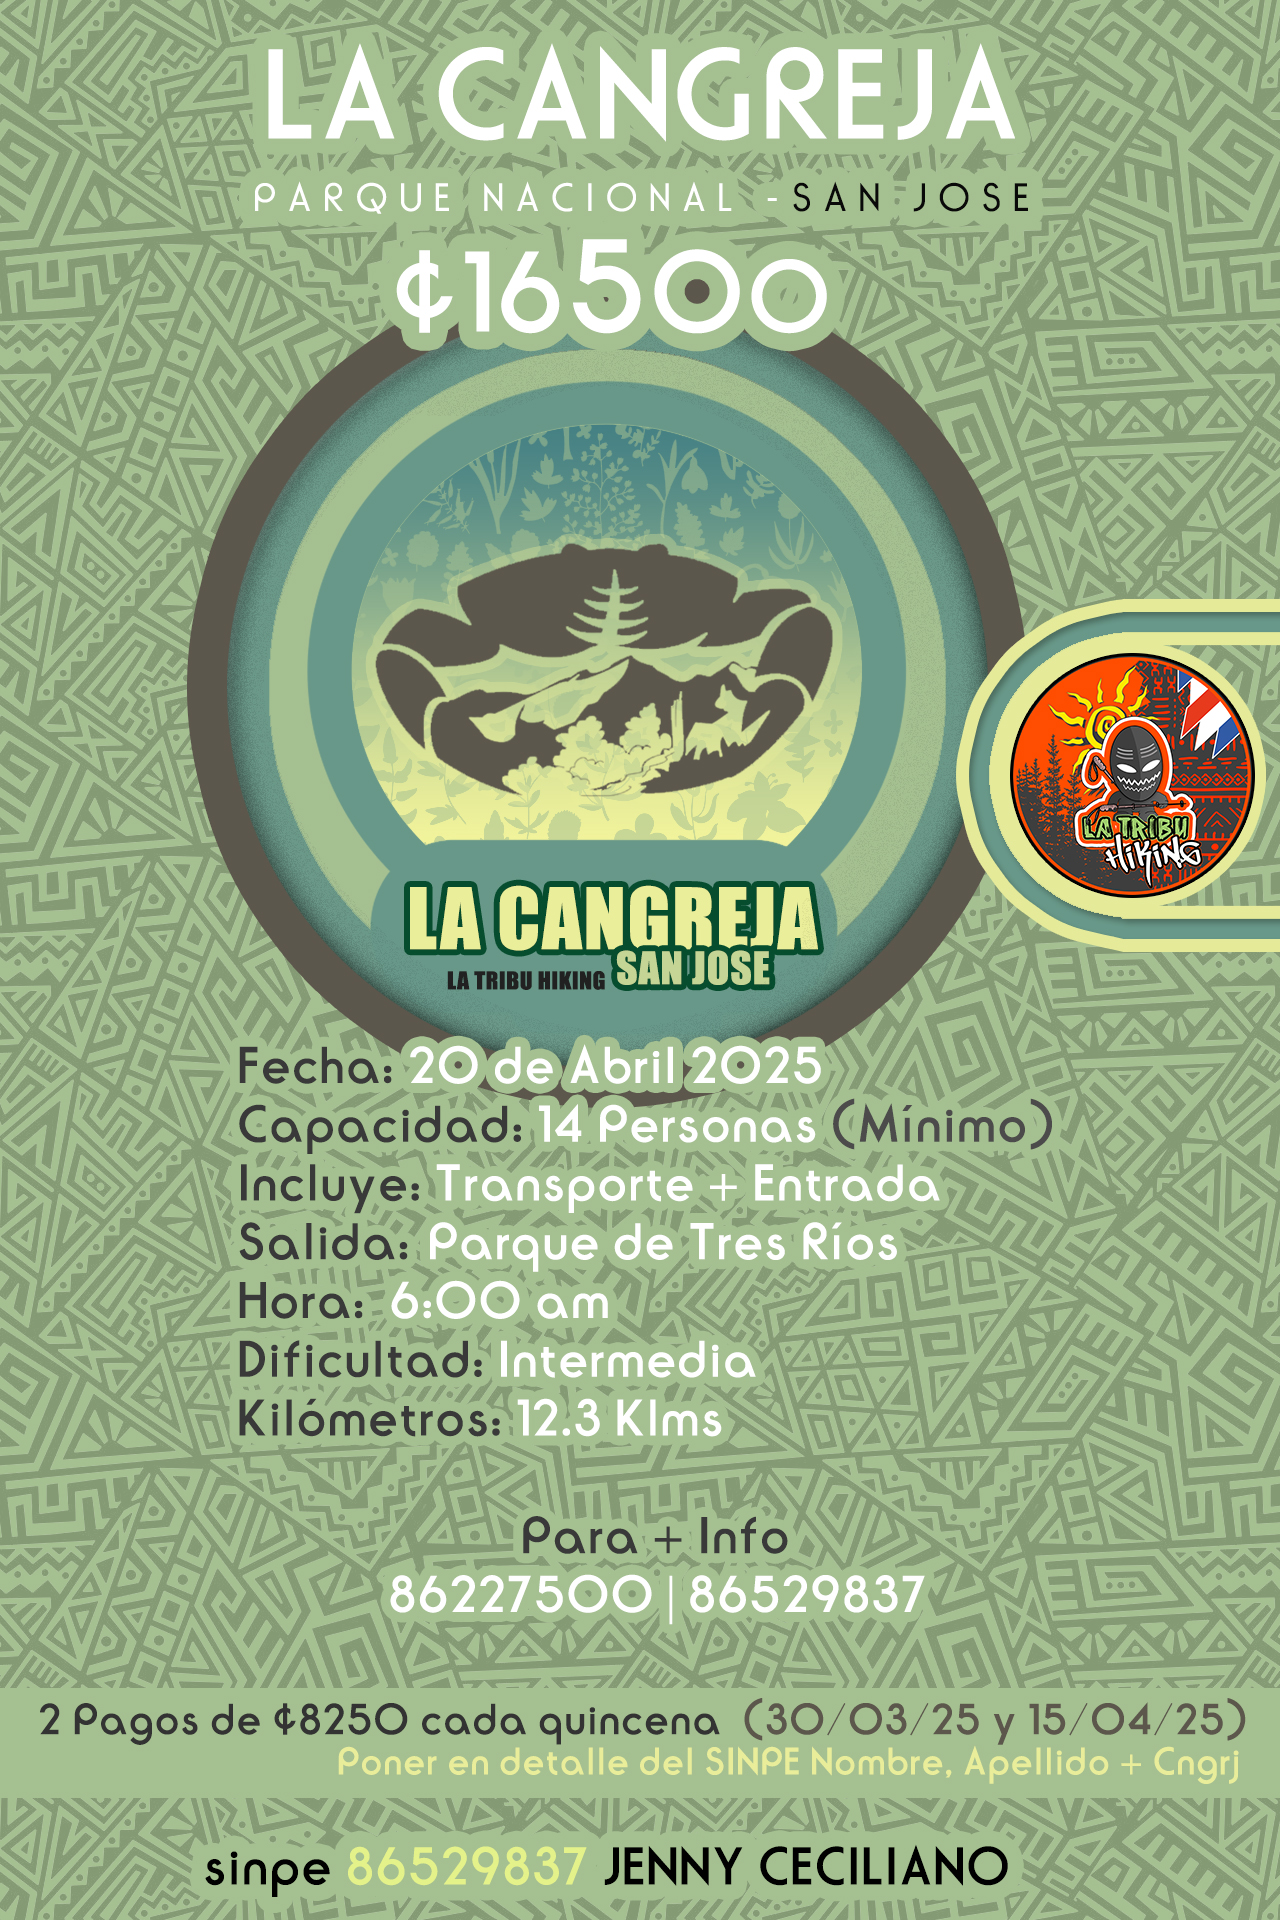 LA CANGREJA
PARQUE NACIONAL - SAN JOSE
¢16500
LA TRIBU
HIKING
LA CANGREJA
LA TRIBU HIKING SAN JOSE
Fecha: 20 de Abril 2025
Capacidad: 14 Personas (Mínimo)
Incluye: Transporte + Entrada
Salida: Parque de Tres Ríos
Hora: 6:00 am
Dificultad: Intermedia
Kilómetros: 12.3 Klms
Para + Info
86227500 | 86529837
2 Pagos de ¢8250 cada quincena (30/03/25 y 15/04/25)
Poner en detalle del SINPE Nombre, Apellido + Cngrj
sinpe 86529837 JENNY CECILIANO